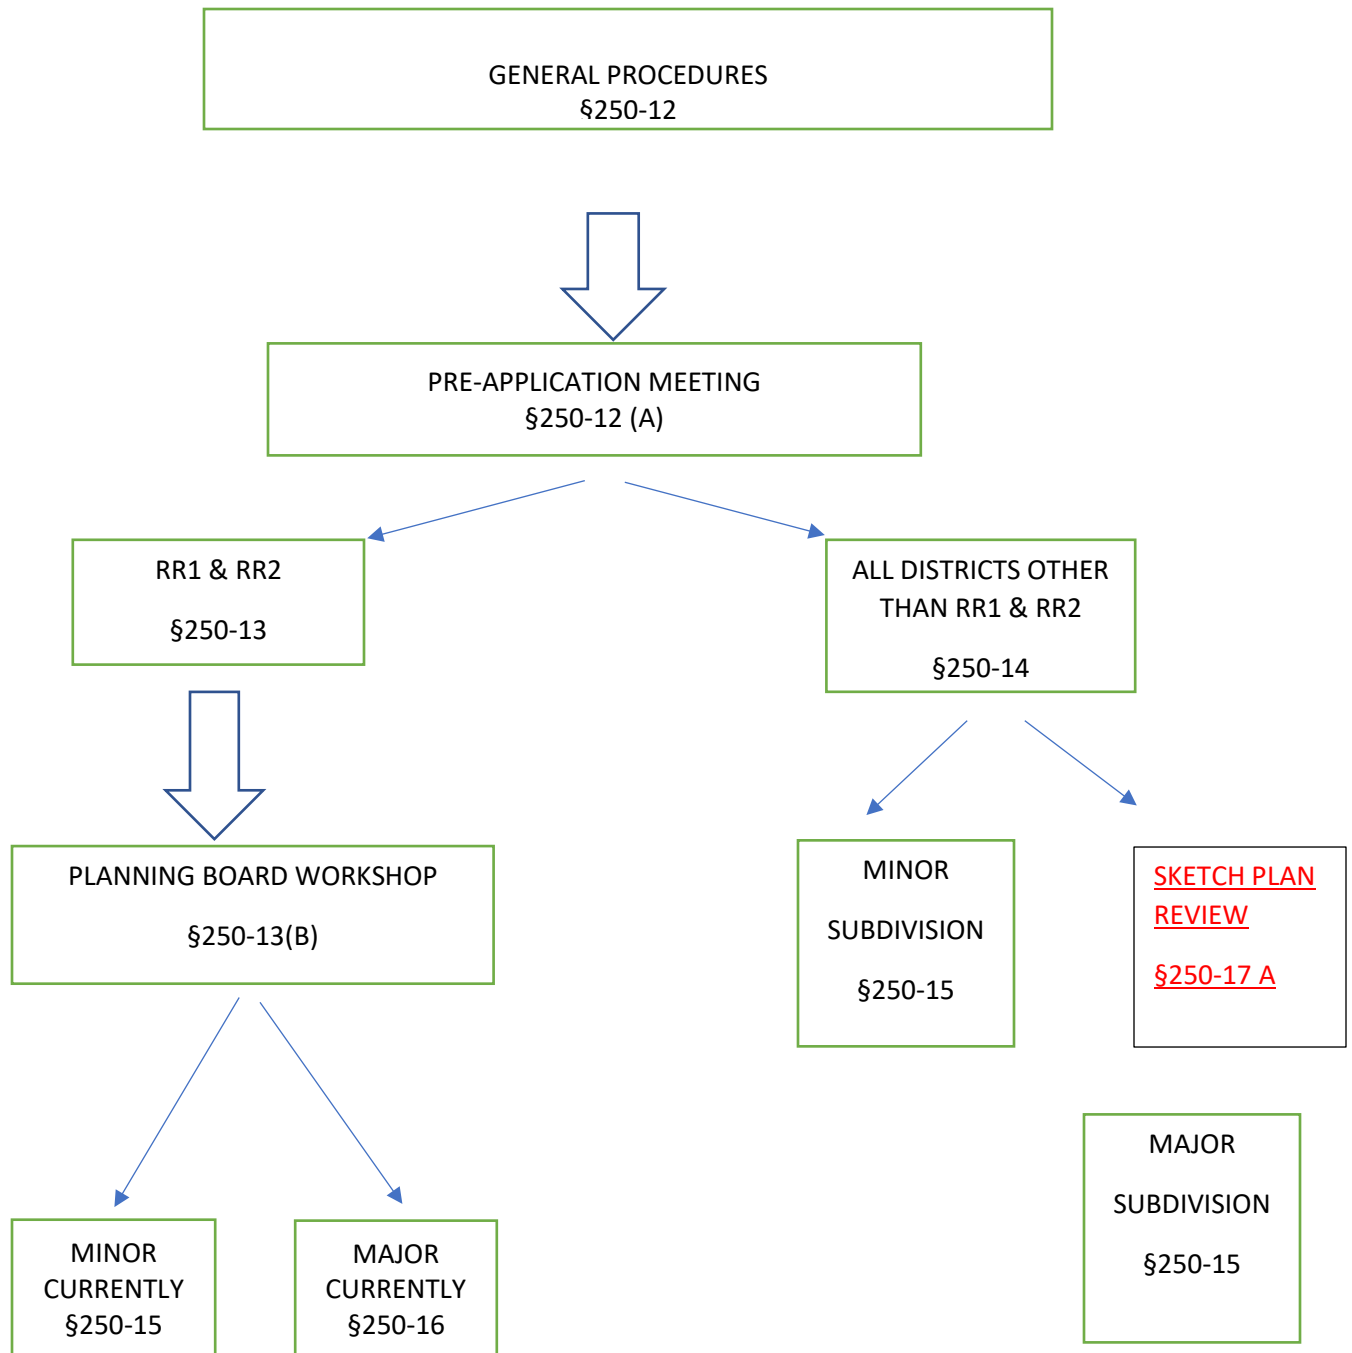 GENERAL PROCEDURES
§250-12
PRE-APPLICATION MEETING
§250-12 (A)
RR1 & RR2
§250-13
ALL DISTRICTS OTHER
THAN RR1 & RR2
§250-14
PLANNING BOARD WORKSHOP
§250-13(B)
MINOR
SUBDIVISION
§250-15
SKETCH PLAN
REVIEW
§250-17 A
MAJOR
SUBDIVISION
§250-15
MINOR
CURRENTLY
§250-15
MAJOR
CURRENTLY
§250-16